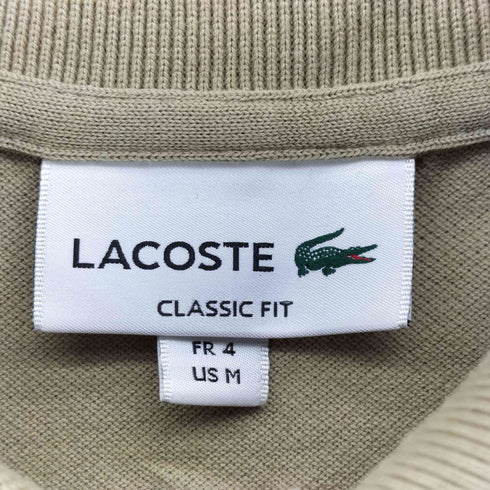 LACOSTE
CLASSIC FIT
FR 4
US M